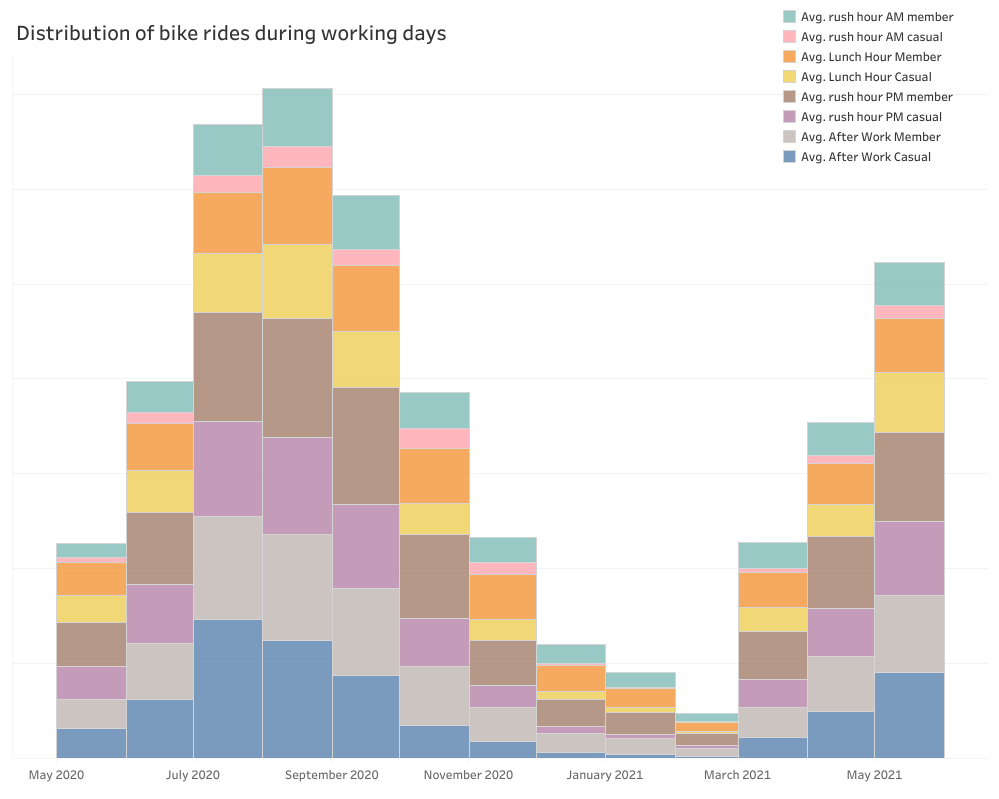 Distribution of bike rides during working days
Avg. rush hour AM member
Avg. rush hour AM casual
Avg. Lunch Hour Member
Avg. Lunch Hour Casual
Avg. rush hour PM member
Avg. rush hour PM casual
Avg. After Work Member
Avg. After Work Casual
May 2020 July 2020 September 2020 November 2020 January 2021 March 2021 May 2021